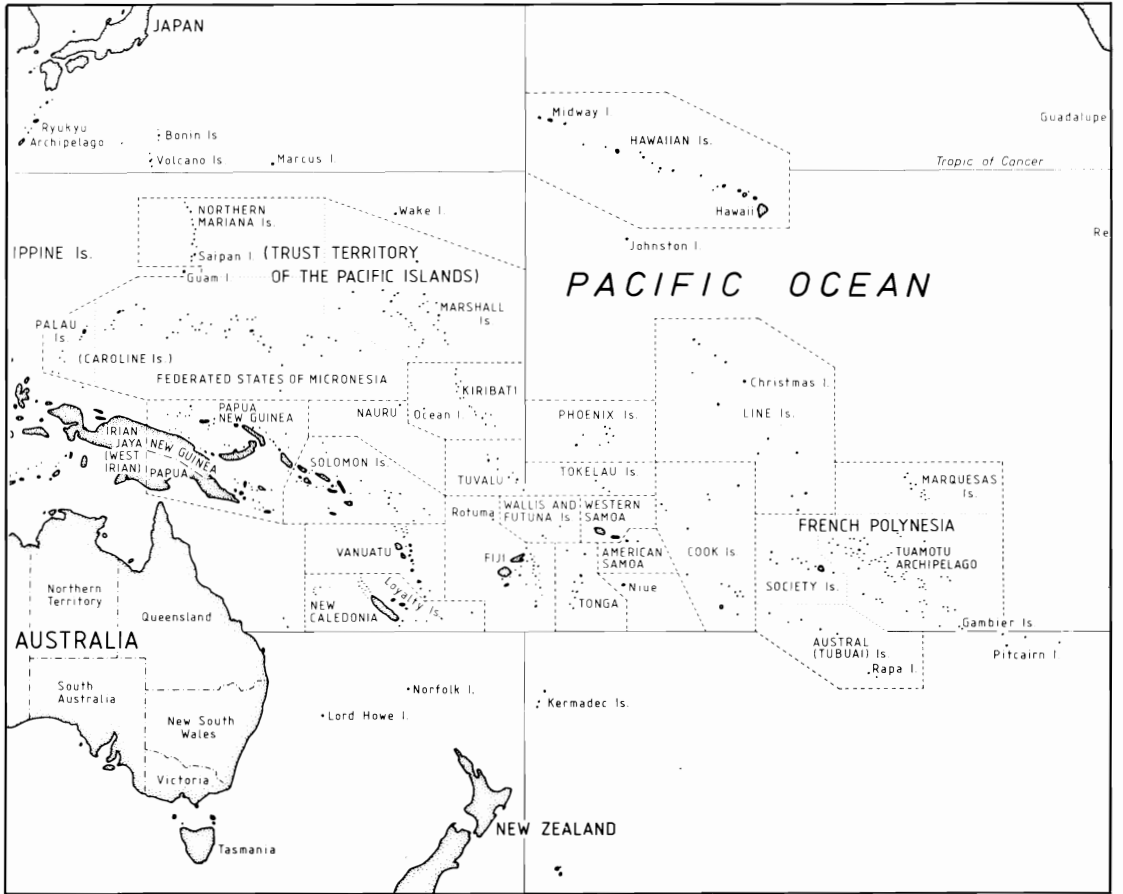 JAPAN
Ryukyu
Archipelago
Bonin Is
Volcano Is.
Marcus I.
Midway I.
HAWAIIAN Is.
Hawaii
Guadalupe
Tropic of Cancer
NORTHERN
MARIANA Is.
Wake I.
Johnston I.
Re
IPPINE Is.
Saipan I.
(TRUST TERRITORY
OF THE PACIFIC ISLANDS)
Guam I.
PACIFIC OCEAN
MARSHALL
Is
PALAU
Is.
(CAROLINE Is.)
FEDERATED STATES OF MICRONESIA
KIRIBATI
Christmas I.
PAPUA
NEW GUINEA
NAURU
Ocean I.
PHOENIX Is.
LINE Is.
IRIAN
JAYA
(WEST
IRIAN)
NEW GUINEA
PAPUA
SOLOMON Is.
TUVALU
TOKELAU Is.
MARQUESAS
Is.
Rotuma
WALLIS AND
FUTUNA Is
WESTERN
SAMOA
FRENCH POLYNESIA
VANUATU
FIJI
AMERICAN
SAMOA
COOK Is.
TUAMOTU
ARCHIPELAGO
SOCIETY Is.
Northern
Territory
Queensland
NEW
CALEDONIA
Loyalty Is.
TONGA
Niue
Gambier Is
AUSTRALIA
AUSTRAL
(TUBUAI) Is.
Rapa I.
Pitcairn I.
South
Australia
Norfolk I.
Kermadec Is.
Lord Howe I.
New South
Wales
Victoria
Tasmania
NEW ZEALAND